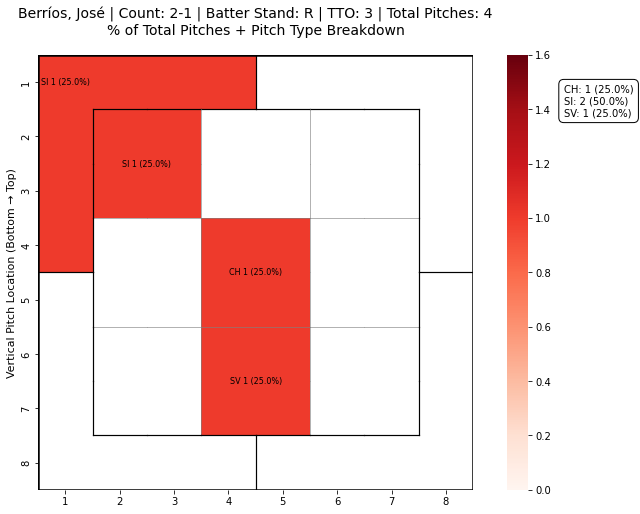 Berríos, José | Count: 2-1 | Batter Stand: R | TTO: 3 | Total Pitches: 4
% of Total Pitches + Pitch Type Breakdown
SI 1 (25.0%)
SI 1 (25.0%)
CH 1 (25.0%)
SV 1 (25.0%)
Vertical Pitch Location (Bottom → Top)
1
2
3
4
5
6
7
8
1
2
3
4
5
6
7
8
1.6
1.4
1.2
1.0
0.8
0.6
0.4
0.2
0.0
CH: 1 (25.0%)
SI: 2 (50.0%)
SV: 1 (25.0%)